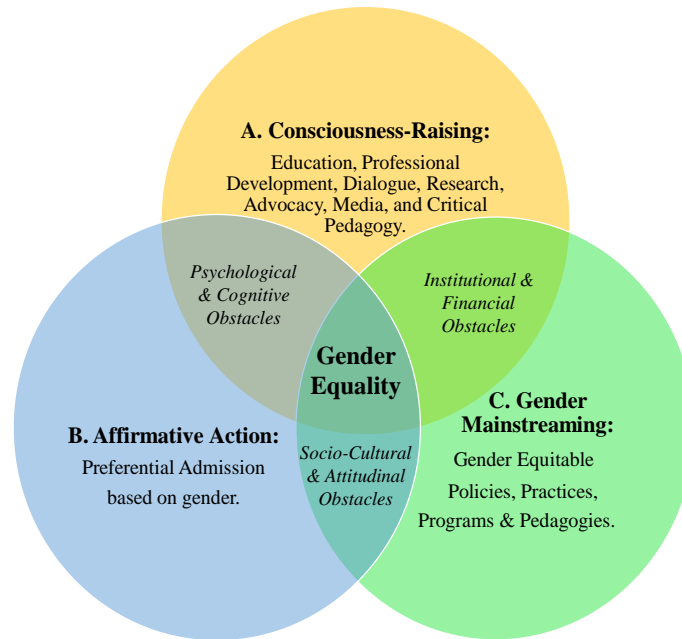 A. Consciousness-Raising:
Education, Professional
Development, Dialogue, Research,
Advocacy, Media, and Critical
Pedagogy.
Psychological
& Cognitive
Obstacles
Institutional &
Financial
Obstacles
Gender
Equality
B. Affirmative Action:
Preferential Admission
based on gender.
Socio-Cultural
& Attitudinal
Obstacles
C. Gender
Mainstreaming:
Gender Equitable
Policies, Practices,
Programs & Pedagogies.